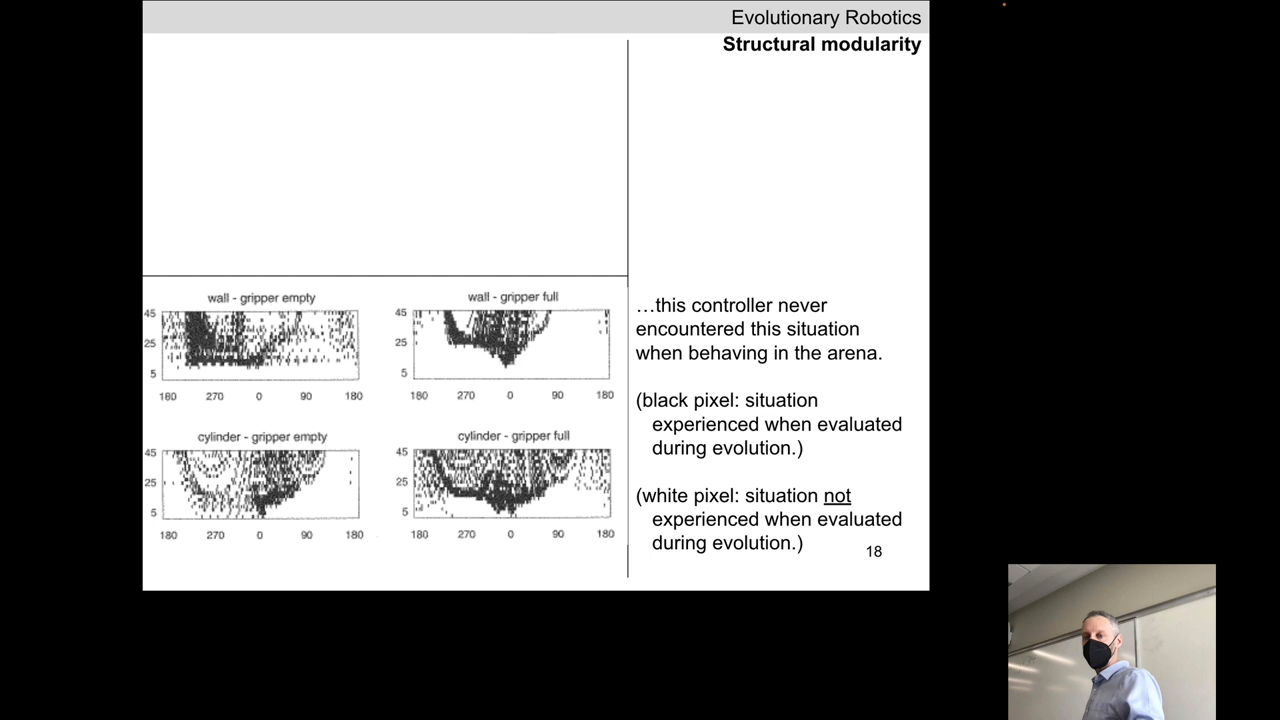 Evolutionary Robotics
Structural modularity
wall - gripper empty
45
25
5
180 270 0 90 180
wall - gripper full
45
25
5
180 270 0 90 180
cylinder - gripper empty
45
25
5
180 270 0 90 180
cylinder - gripper full
45
25
5
180 270 0 90 180
…this controller never
encountered this situation
when behaving in the arena.
(black pixel: situation
experienced when evaluated
during evolution.)
(white pixel: situation not
experienced when evaluated
during evolution.)
18